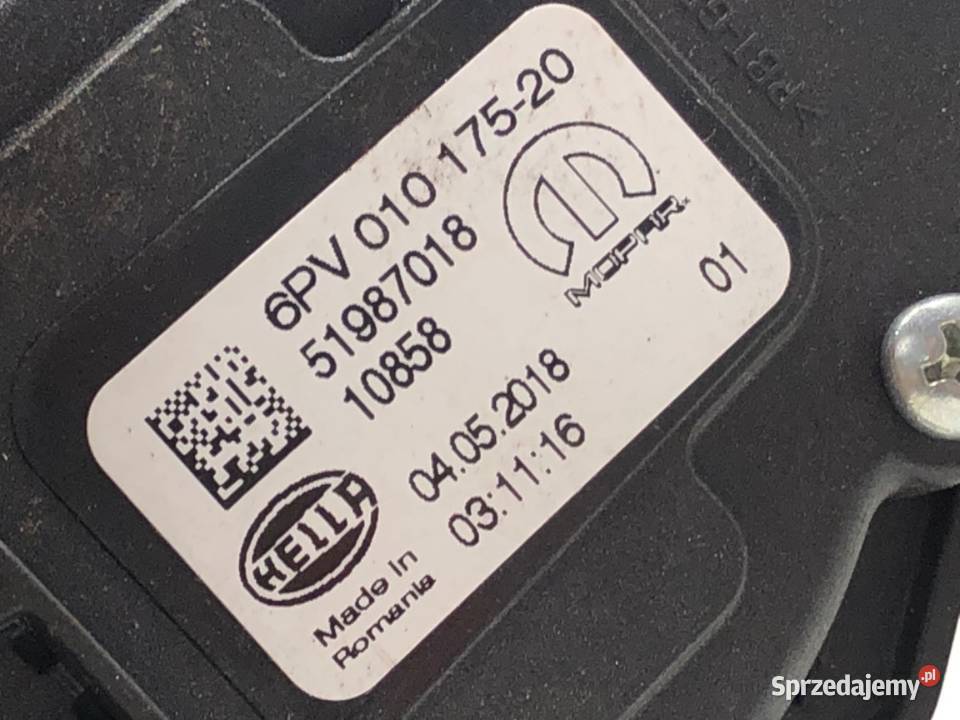 6PV 010 175-20
51987018
10858
MOPAR
01
04.05.2018
03:11:16
HELLA
Made In
Romania
Sprzedajemy.pl